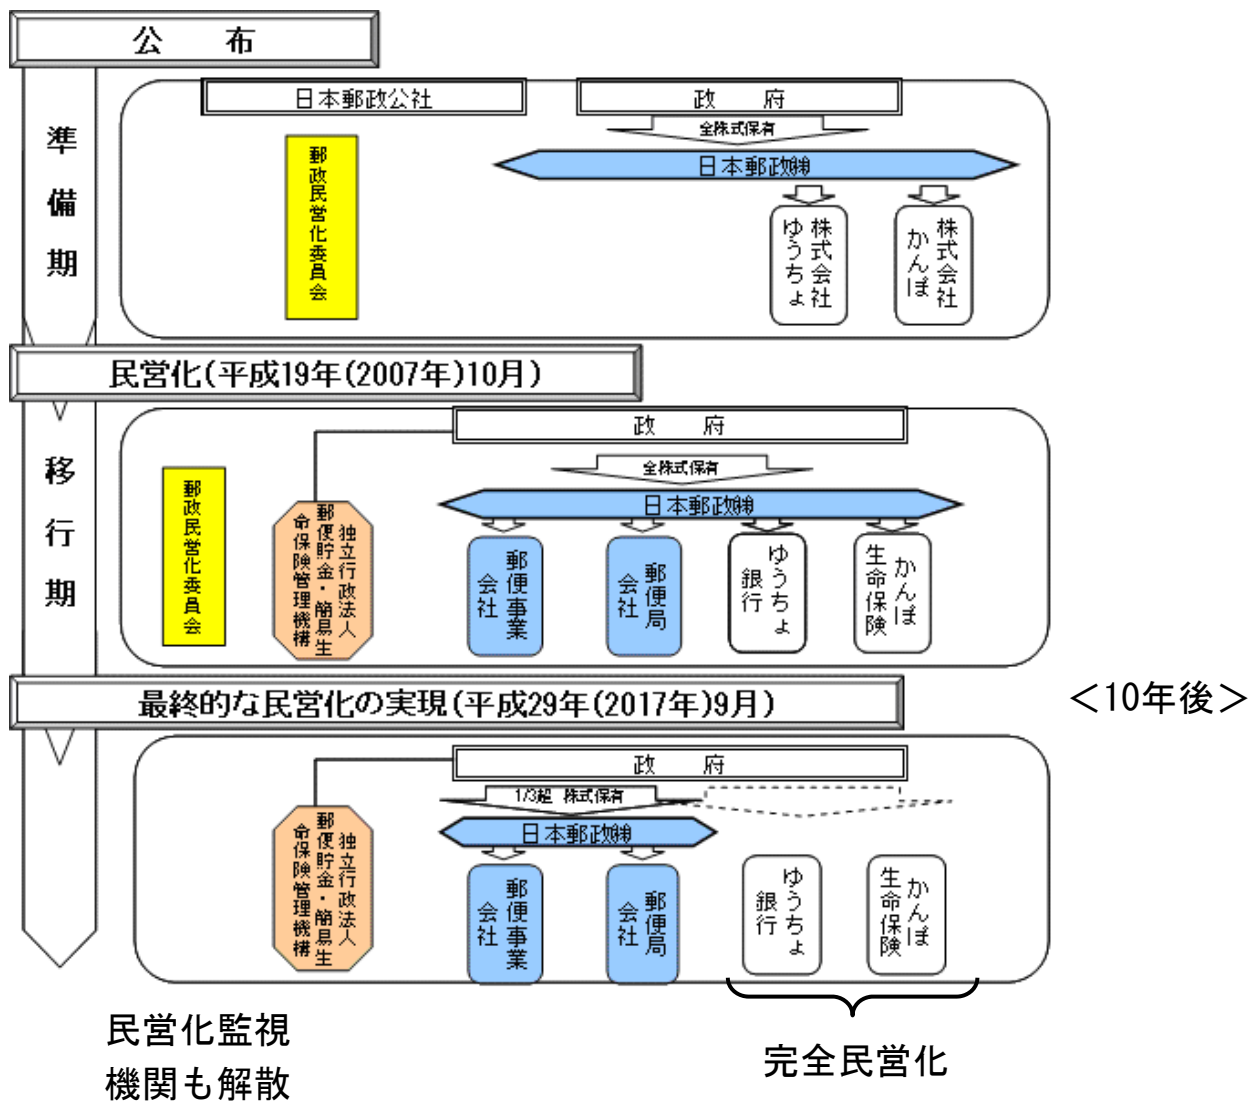 公　布
準備期
日本郵政公社
政　府
全株式保有
日本郵政㈱
郵政民営化委員会
株式会社
ゆうちょ
株式会社
かんぽ
民営化(平成19年(2007年)10月)
移行期
政　府
全株式保有
日本郵政㈱
郵政民営化委員会
独立行政法人
郵便貯金・簡易生
命保険管理機構
郵便事業
会社
郵便局
会社
ゆうちょ
銀行
かんぽ
生命保険
最終的な民営化の実現(平成29年(2017年)9月)
＜10年後＞
政　府
1/3超 株式保有
日本郵政㈱
独立行政法人
郵便貯金・簡易生
命保険管理機構
郵便事業
会社
郵便局
会社
ゆうちょ
銀行
かんぽ
生命保険
民営化監視
機関も解散
完全民営化